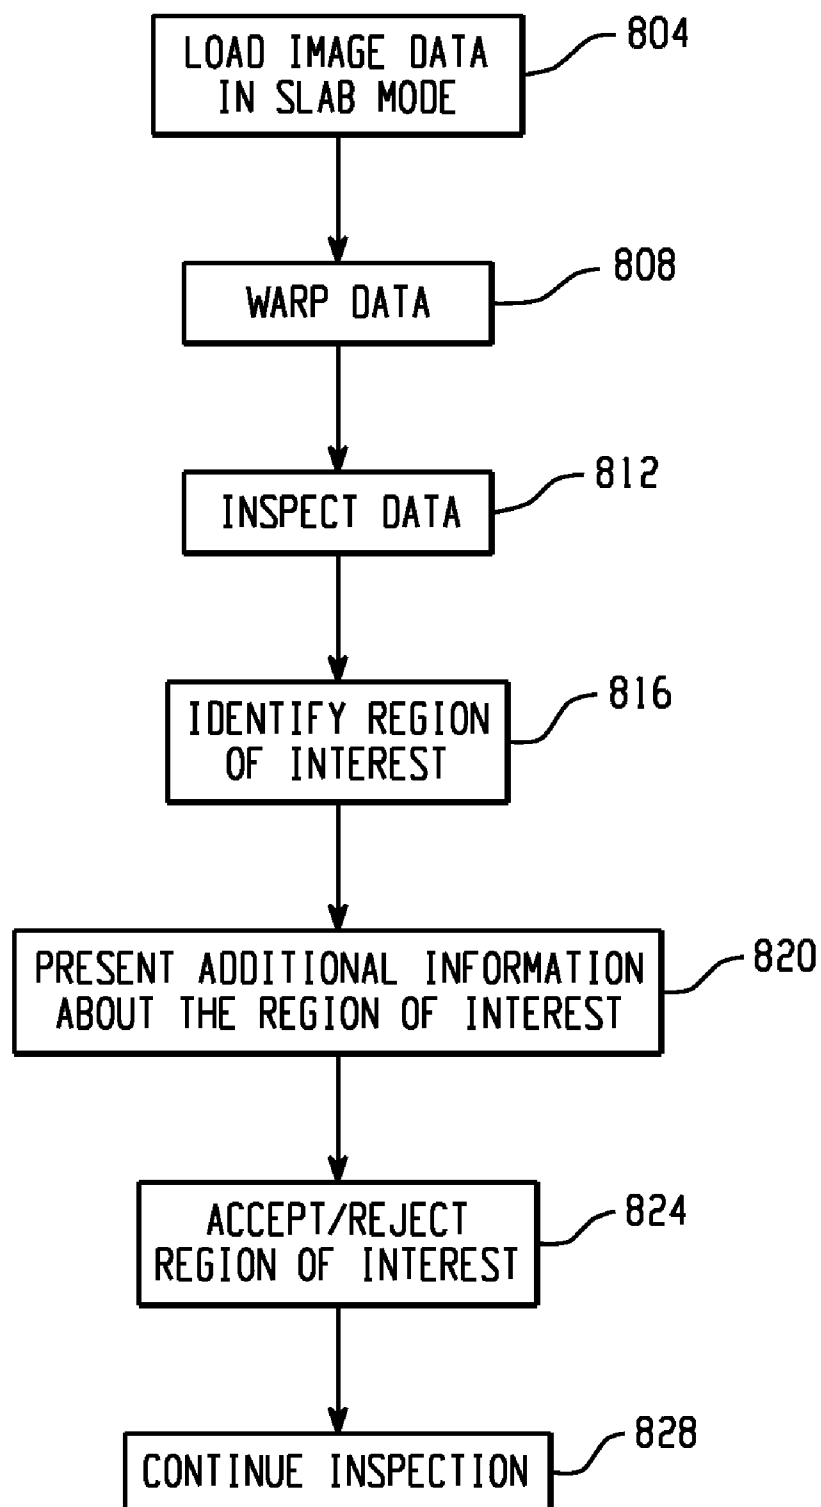 LOAD IMAGE DATA
IN SLAB MODE
804
WARP DATA
808
INSPECT DATA
812
IDENTIFY REGION
OF INTEREST
816
PRESENT ADDITIONAL INFORMATION
ABOUT THE REGION OF INTEREST
820
ACCEPT/REJECT
REGION OF INTEREST
824
CONTINUE INSPECTION
828